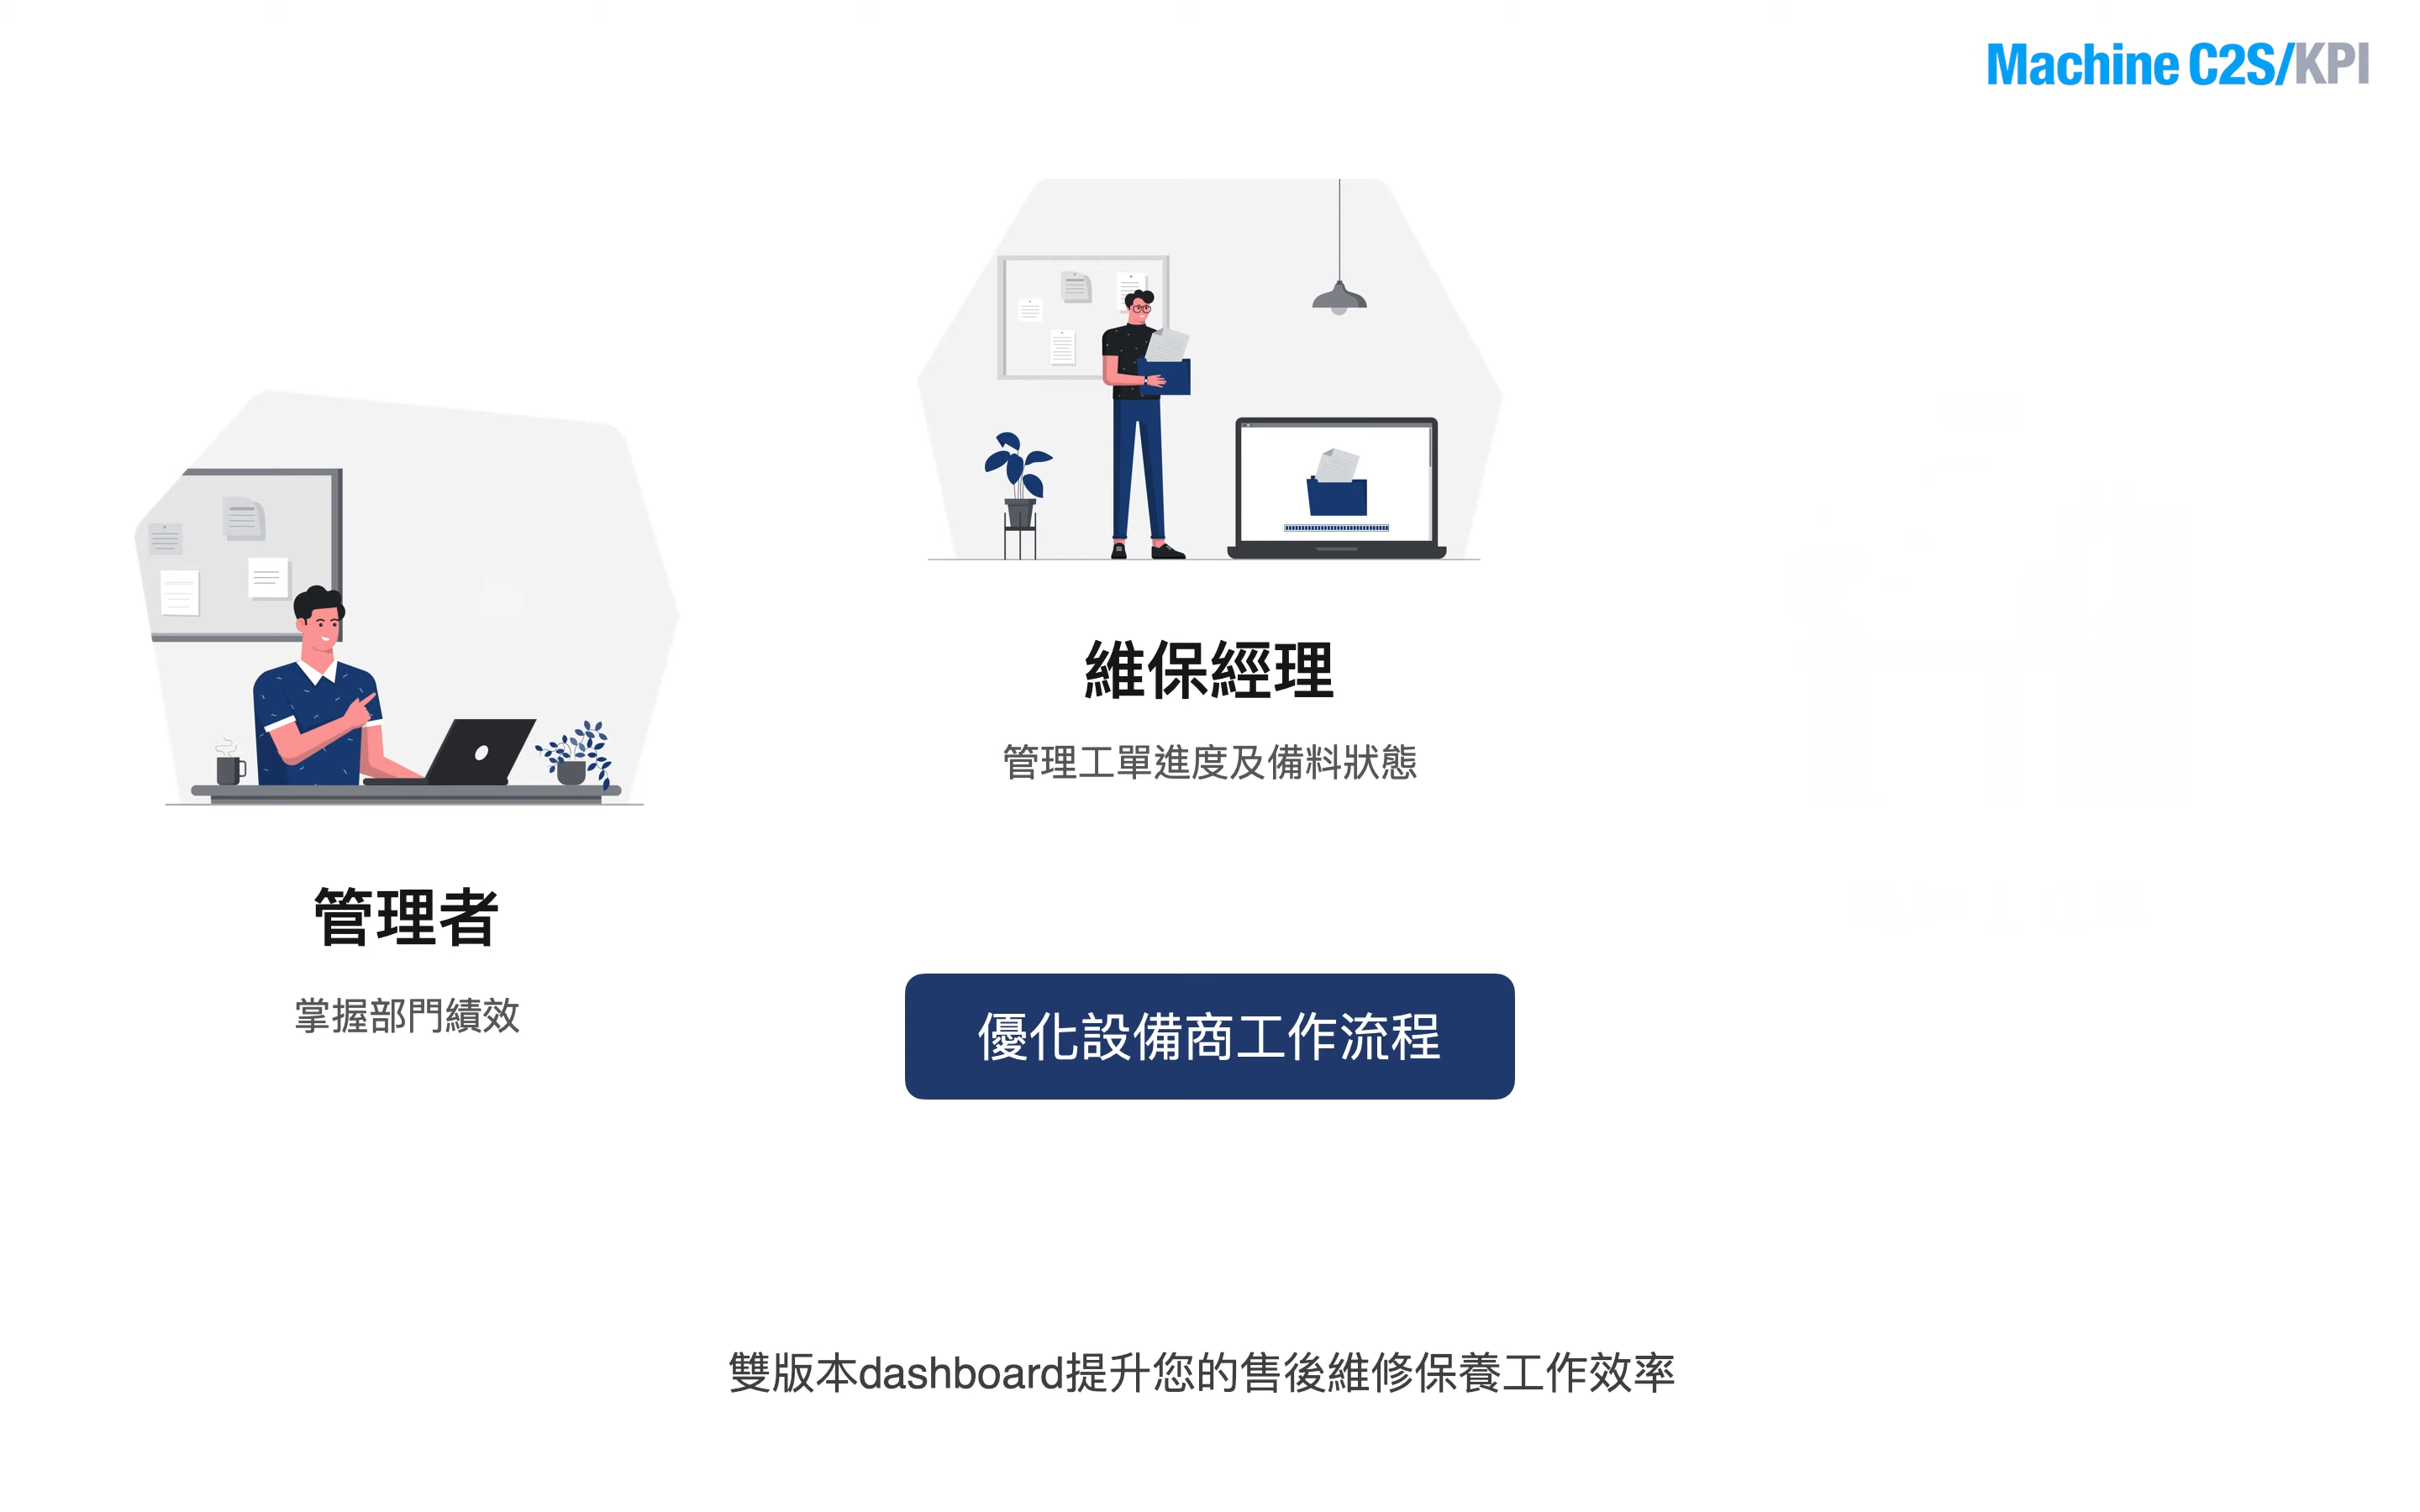 Machine C2S/KPI
維保經理
管理工單進度及備料狀態
管理者
掌握部門績效
優化設備商工作流程
雙版本dashboard提升您的售後維修保養工作效率